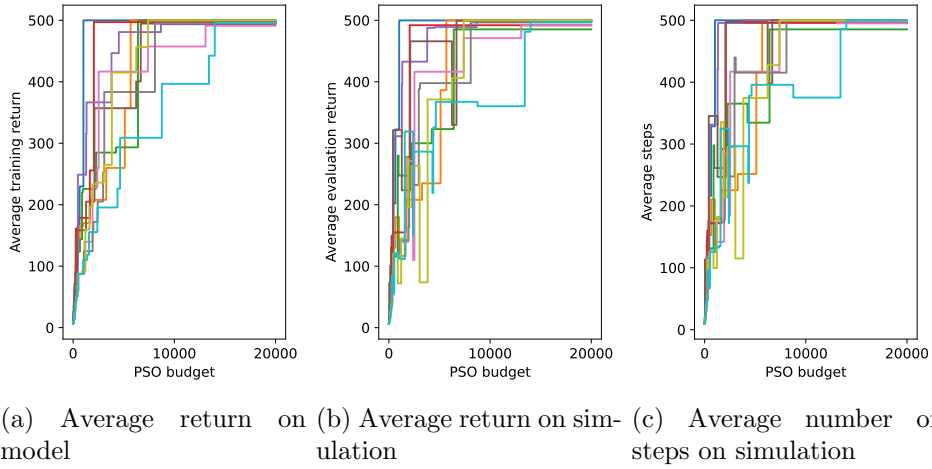 500
400
300
200
100
0
Average training return
0 10000 20000
PSO budget
500
400
300
200
100
0
Average evaluation return
0 10000 20000
PSO budget
500
400
300
200
100
0
Average steps
0 10000 20000
PSO budget
(a) Average return on
model
(b) Average return on sim-
ulation
(c) Average number of
steps on simulation